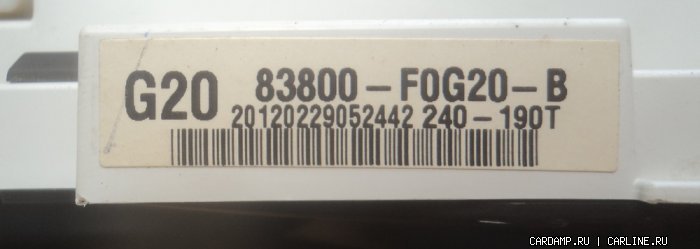 G20 83800-F0G20-B
20120229052442 240-190T
CARDAMP.RU | CARLINE.RU